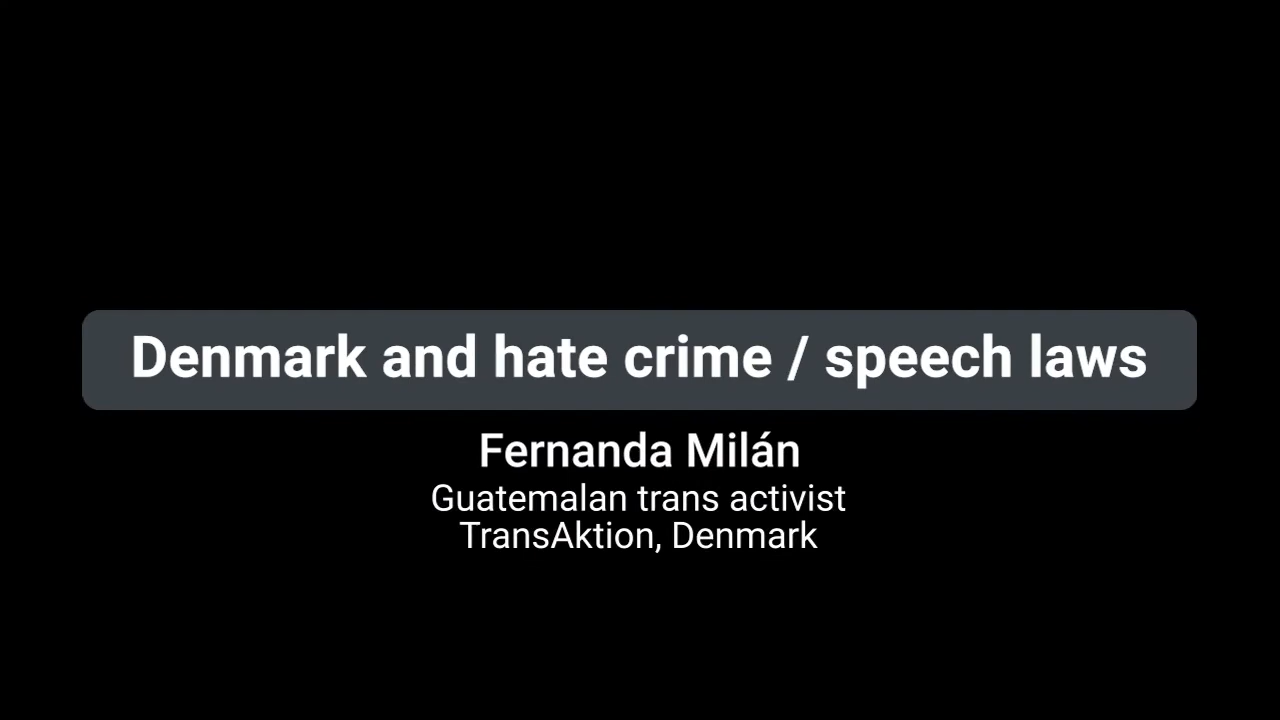 Denmark and hate crime / speech laws
Fernanda Milán
Guatemalan trans activist
TransAktion, Denmark